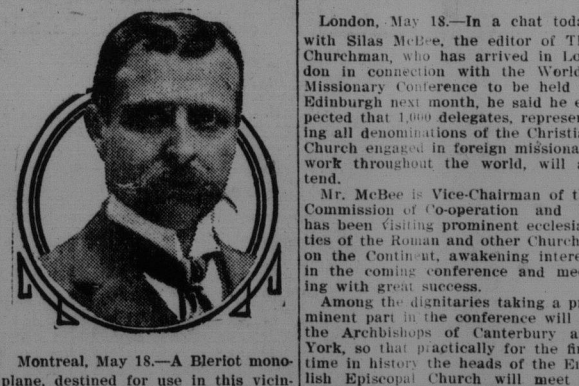 Montreal, May 18.—A Bleriot mono-
plane, destined for use in this vicin-
London, May 18.—In a chat toda
with Silas McBee, the editor of Th
Churchman, who has arrived in Lo
don in connection with the World
Missionary Conference to be held
Edinburgh next month, he said he e
pected that 1,000 delegates, represen
ing all denominations of the Christia
Church engaged in foreign missiona
work throughout the world, will a
tend.
Mr. McBee is Vice-Chairman of t
Commission of Co-operation and
has been visiting prominent ecclesia
tics of the Roman and other Church
on the Continent, awakening intere
in the coming conference and mee
ing with great success.
Among the dignitaries taking a p
minent part in the conference will
the Archbishops of Canterbury a
York, so that practically for the fir
time in history the heads of the En
lish Episcopal Church will meet